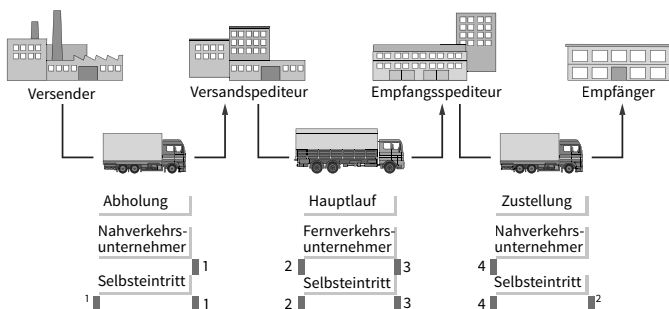 Versender Versandspediteur Empfangsspediteur Empfänger
Abholung Hauptlauf Zustellung
Nahverkehrs- Fernverkehrs- Nahverkehrs-
unternehmer unternehmer unternehmer
1 2 3 4
Selbsteintritt Selbsteintritt Selbsteintritt
1 1 2 3 4 2